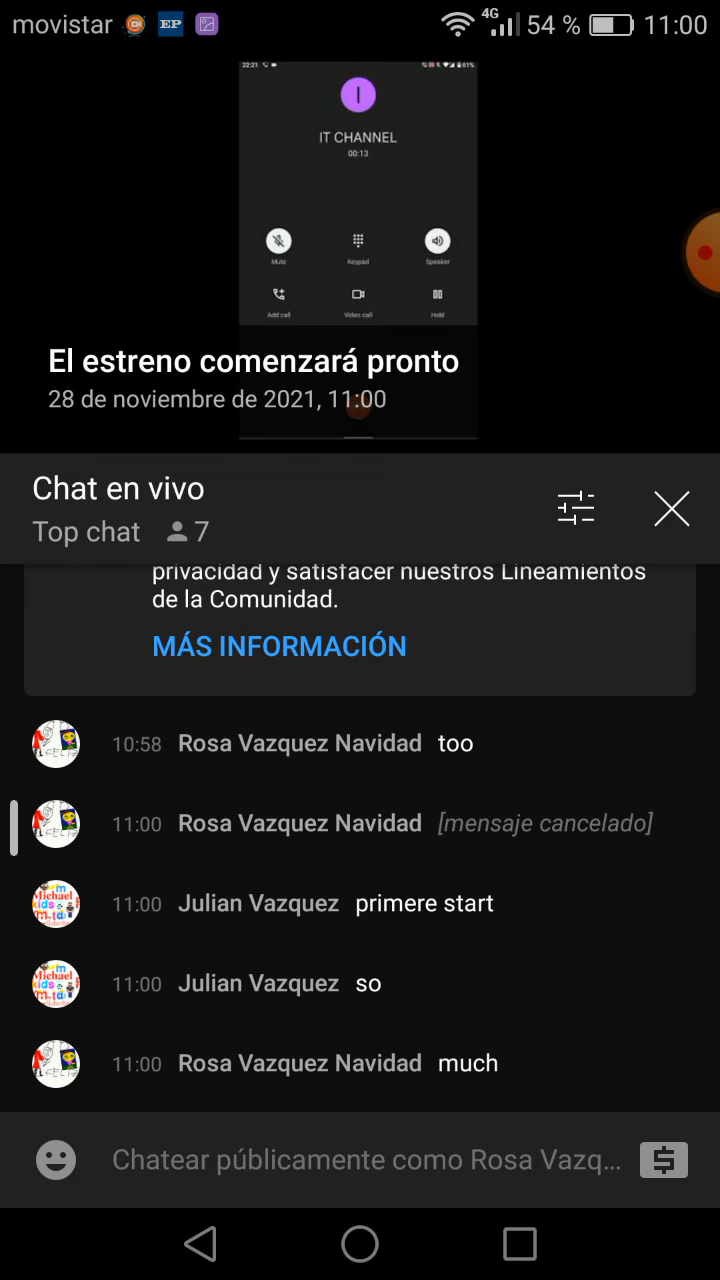 movistar EP 4G 54 % 11:00
22:21 61%
I
IT CHANNEL
00:13
Mute Keypad Speaker
Add call Video call Hold
El estreno comenzará pronto
28 de noviembre de 2021, 11:00
Chat en vivo
Top chat 7
privacidad y satisfacer nuestros Lineamientos
de la Comunidad.
MÁS INFORMACIÓN
10:58 Rosa Vazquez Navidad too
11:00 Rosa Vazquez Navidad [mensaje cancelado]
11:00 Julian Vazquez primere start
11:00 Julian Vazquez so
11:00 Rosa Vazquez Navidad much
Chatear públicamente como Rosa Vazq...